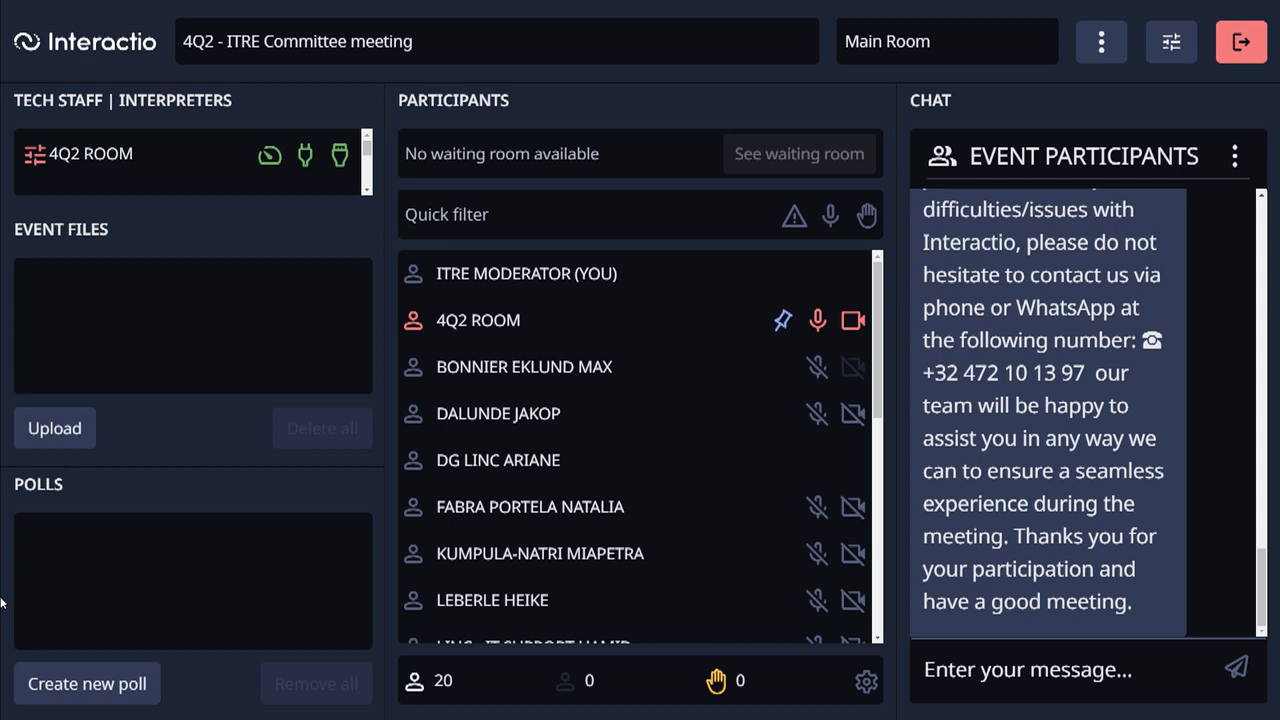 Interactio
4Q2 - ITRE Committee meeting
Main Room
TECH STAFF | INTERPRETERS
4Q2 ROOM
EVENT FILES
Upload
Delete all
POLLS
Create new poll
Remove all
PARTICIPANTS
No waiting room available
See waiting room
Quick filter
ITRE MODERATOR (YOU)
4Q2 ROOM
BONNIER EKLUND MAX
DALUNDE JAKOP
DG LINC ARIANE
FABRA PORTELA NATALIA
KUMPULA-NATRI MIAPETRA
LEBERLE HEIKE
20
0
0
CHAT
EVENT PARTICIPANTS
difficulties/issues with
Interactio, please do not
hesitate to contact us via
phone or WhatsApp at
the following number: ☎
+32 472 10 13 97 our
team will be happy to
assist you in any way we
can to ensure a seamless
experience during the
meeting. Thanks you for
your participation and
have a good meeting.
Enter your message...